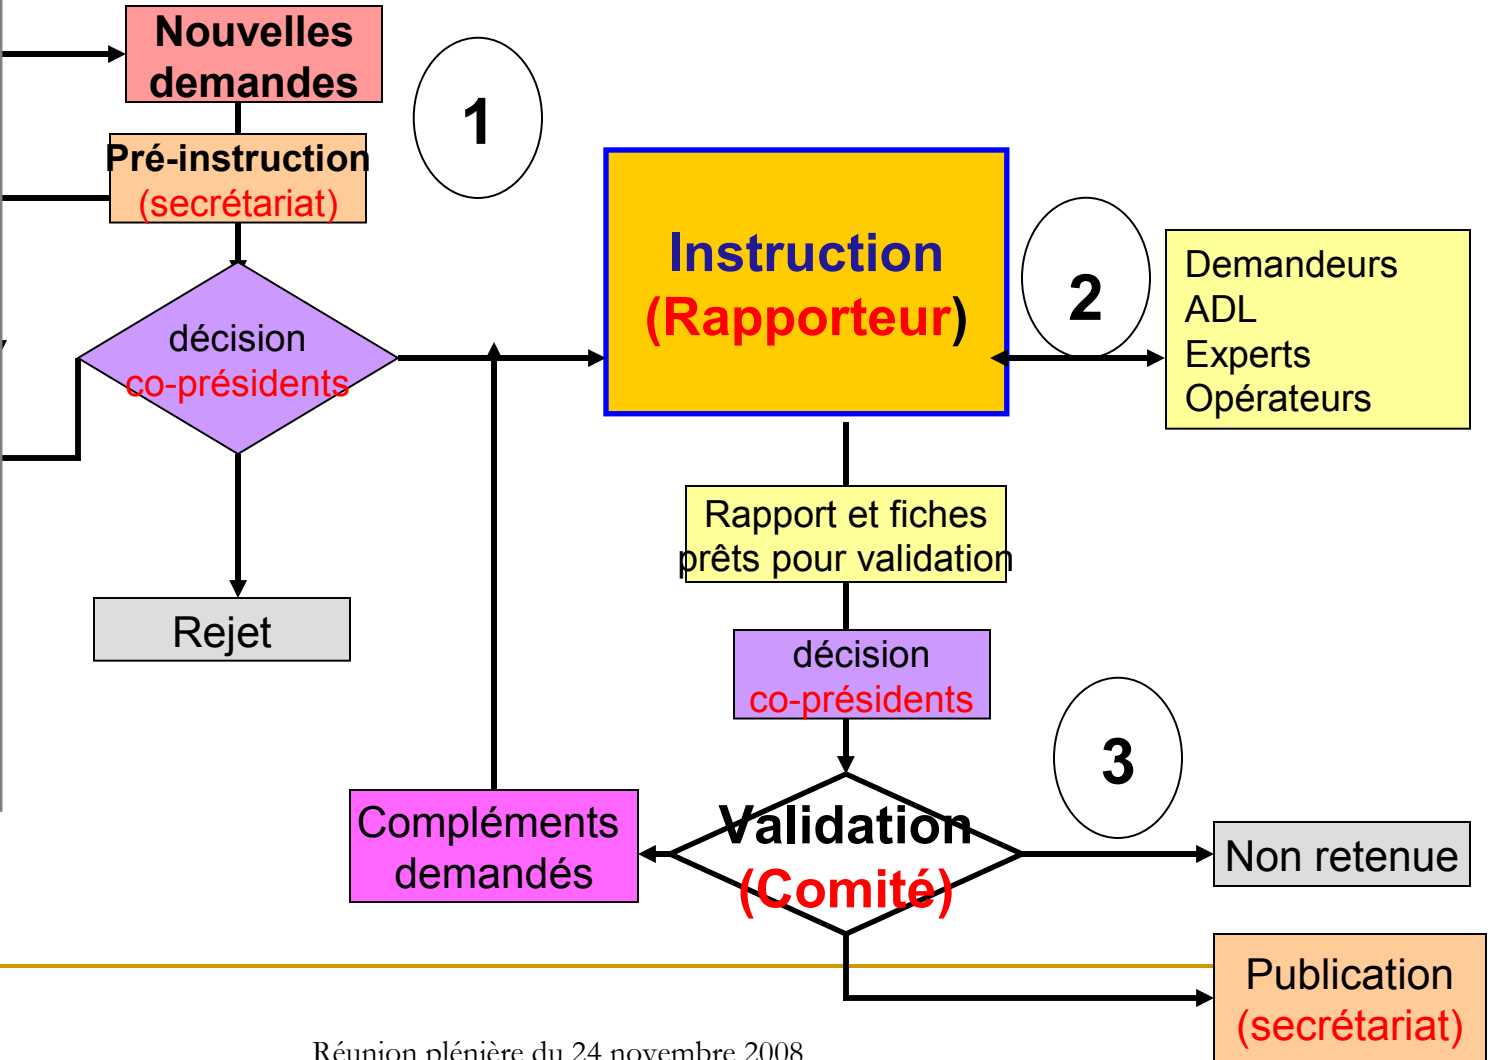 Nouvelles
demandes
1
Pré-instruction
(secrétariat)
décision
co-présidents
Rejet
Instruction
(Rapporteur)
2
Demandeurs
ADL
Experts
Opérateurs
Rapport et fiches
prêts pour validation
décision
co-présidents
3
Compléments
demandés
Validation
(Comité)
Non retenue
Publication
(secrétariat)
Réunion plénière du 24 novembre 2008